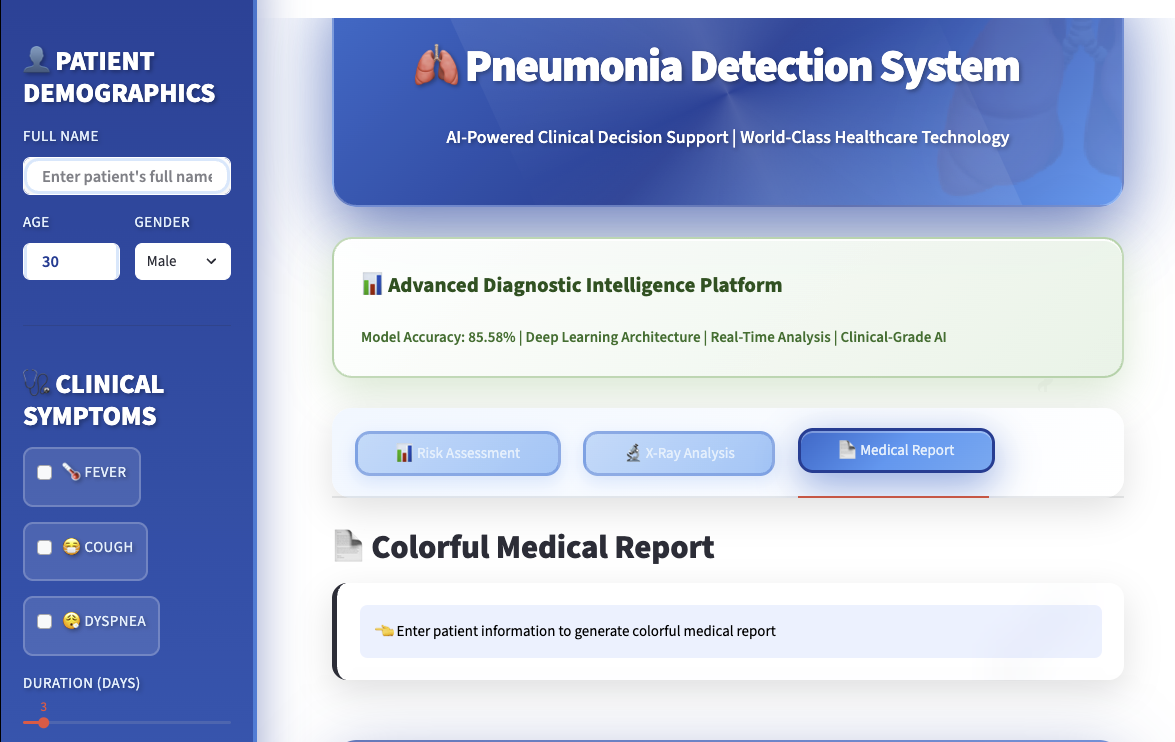 PATIENT
DEMOGRAPHICS
FULL NAME
Enter patient's full name
AGE
GENDER
30
Male
CLINICAL
SYMPTOMS
FEVER
COUGH
DYSPNEA
DURATION (DAYS)
3
Pneumonia Detection System
AI-Powered Clinical Decision Support | World-Class Healthcare Technology
Advanced Diagnostic Intelligence Platform
Model Accuracy: 85.58% | Deep Learning Architecture | Real-Time Analysis | Clinical-Grade AI
Risk Assessment
X-Ray Analysis
Medical Report
Colorful Medical Report
Enter patient information to generate colorful medical report